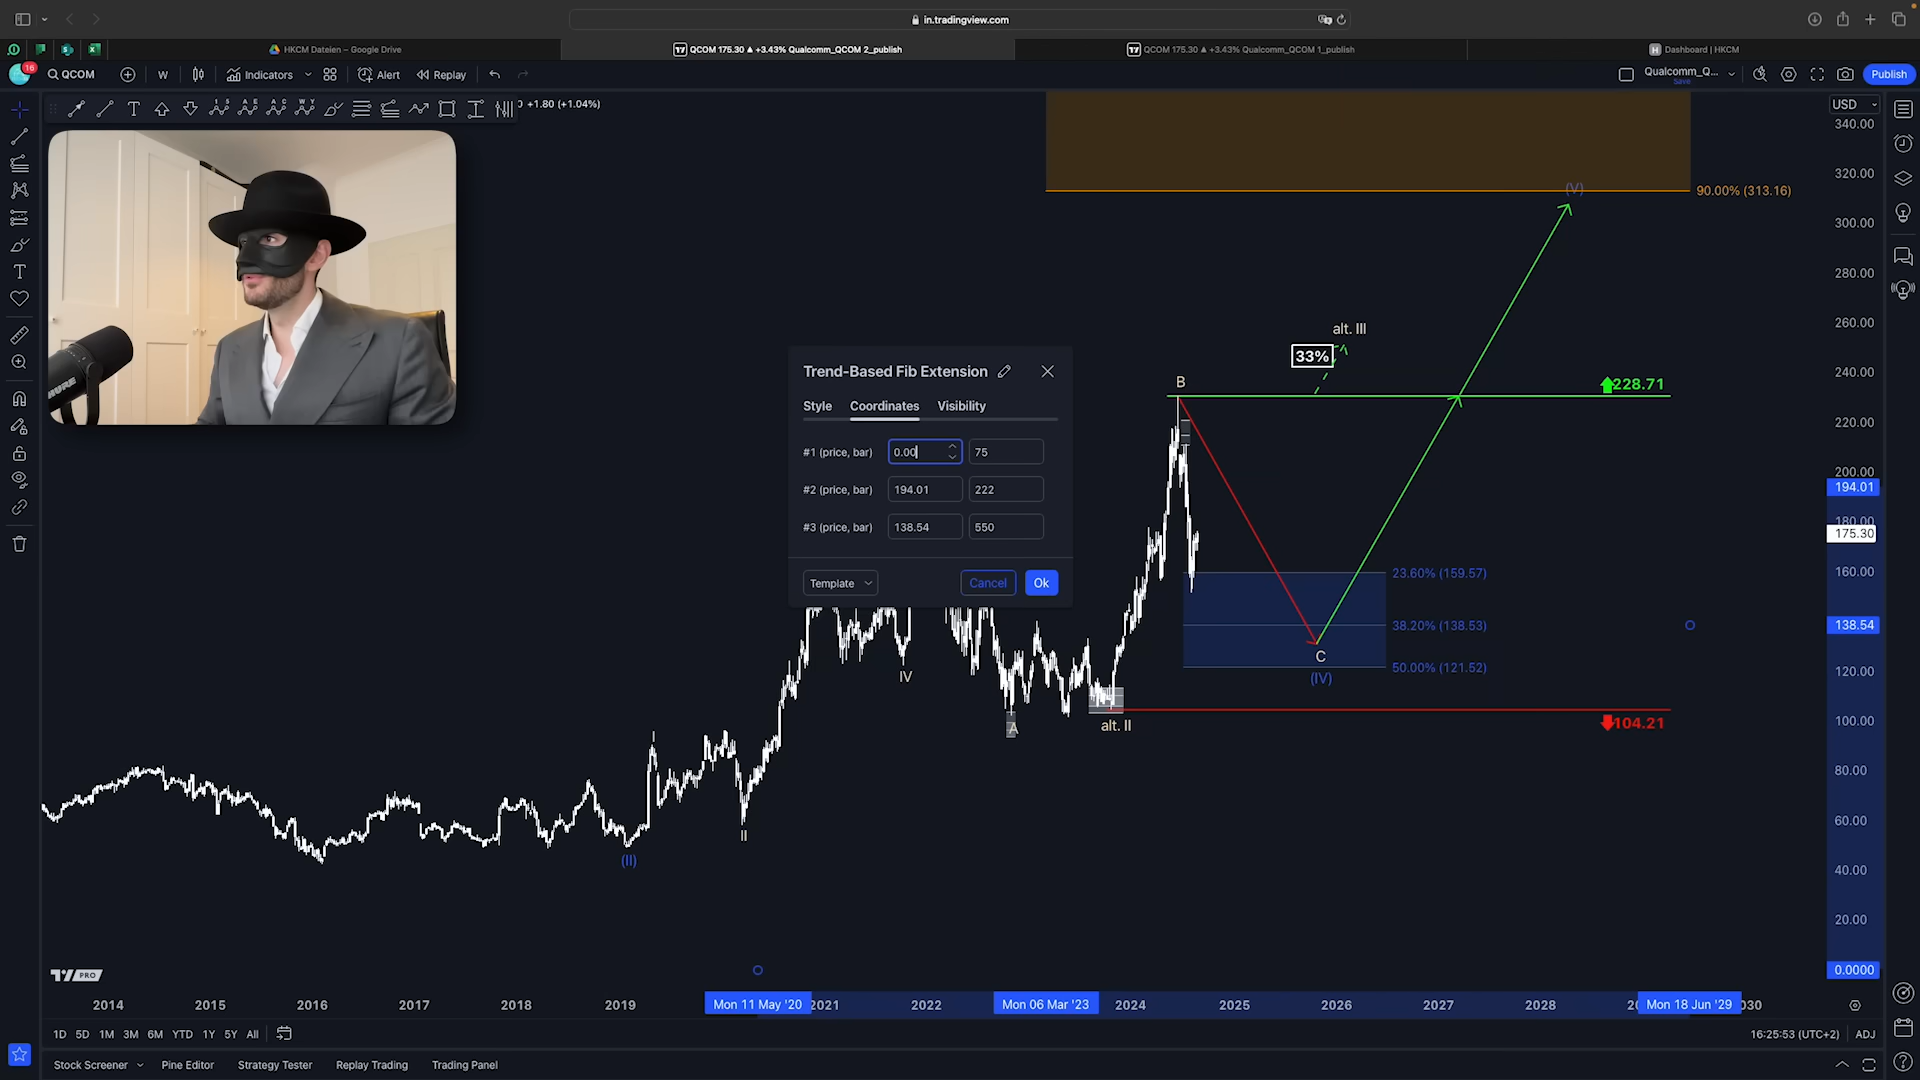 in.tradingview.com
HKCM Dateien – Google Drive
QCOM 175.30 ▲ +3.43% Qualcomm_QCOM 2_publish
QCOM 175.30 ▲ +3.43% Qualcomm_QCOM 1_publish
Dashboard | HKCM
16
QCOM
W
Indicators
Alert
Replay
Qualcomm_Q...
Save
Publish
0 +1.80 (+1.04%)
USD
340.00
320.00
300.00
280.00
260.00
240.00
220.00
200.00
194.01
180.00
175.30
160.00
138.54
120.00
100.00
80.00
60.00
40.00
20.00
0.0000
90.00% (313.16)
(V)
alt. III
33%
B
228.71
23.60% (159.57)
38.20% (138.53)
50.00% (121.52)
C
(IV)
104.21
alt. II
A
IV
I
II
(II)
SHURE
Trend-Based Fib Extension
Style
Coordinates
Visibility
#1 (price, bar)
0.00
75
#2 (price, bar)
194.01
222
#3 (price, bar)
138.54
550
Template
Cancel
Ok
PRO
2014
2015
2016
2017
2018
2019
Mon 11 May '20
2021
2022
Mon 06 Mar '23
2024
2025
2026
2027
2028
Mon 18 Jun '29
1D
5D
1M
3M
6M
YTD
1Y
5Y
All
16:25:53 (UTC+2)
ADJ
Stock Screener
Pine Editor
Strategy Tester
Replay Trading
Trading Panel